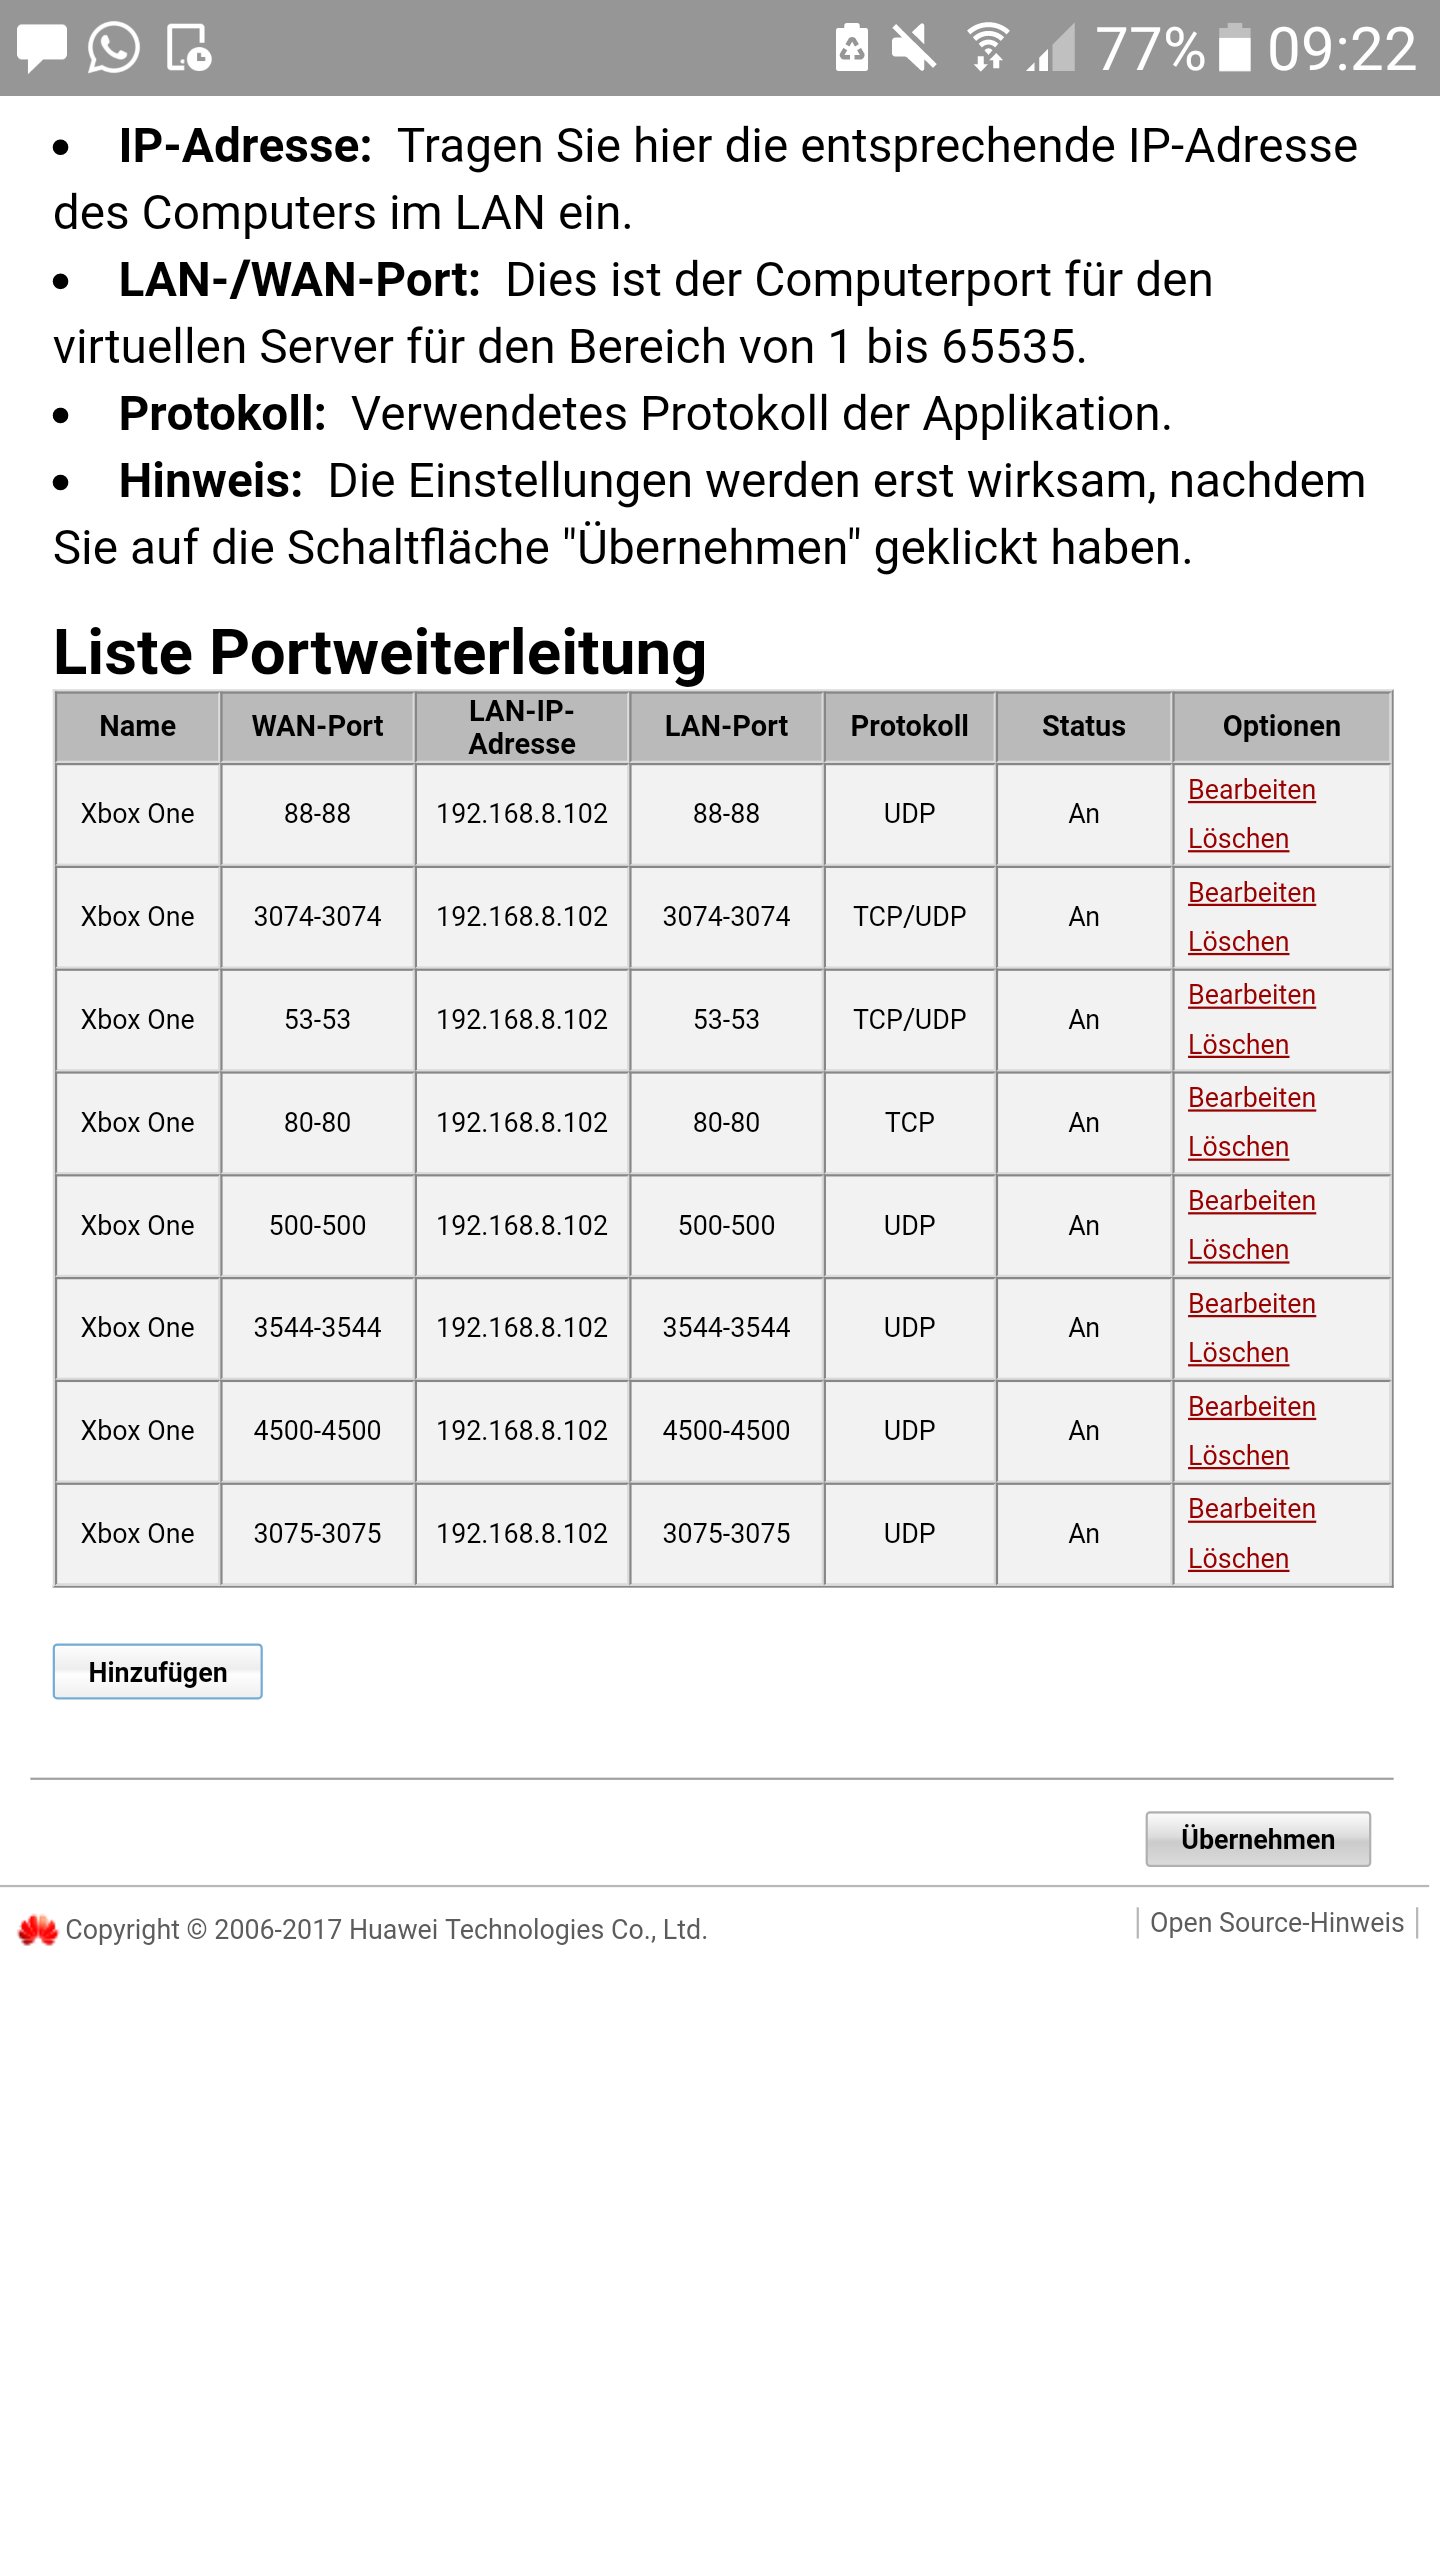 77% 09:22
• IP-Adresse: Tragen Sie hier die entsprechende IP-Adresse
des Computers im LAN ein.
• LAN-/WAN-Port: Dies ist der Computerport für den
virtuellen Server für den Bereich von 1 bis 65535.
• Protokoll: Verwendetes Protokoll der Applikation.
• Hinweis: Die Einstellungen werden erst wirksam, nachdem
Sie auf die Schaltfläche "Übernehmen" geklickt haben.
Liste Portweiterleitung
Name WAN-Port LAN-IP-Adresse LAN-Port Protokoll Status Optionen
Xbox One 88-88 192.168.8.102 88-88 UDP An Bearbeiten
Löschen
Xbox One 3074-3074 192.168.8.102 3074-3074 TCP/UDP An Bearbeiten
Löschen
Xbox One 53-53 192.168.8.102 53-53 TCP/UDP An Bearbeiten
Löschen
Xbox One 80-80 192.168.8.102 80-80 TCP An Bearbeiten
Löschen
Xbox One 500-500 192.168.8.102 500-500 UDP An Bearbeiten
Löschen
Xbox One 3544-3544 192.168.8.102 3544-3544 UDP An Bearbeiten
Löschen
Xbox One 4500-4500 192.168.8.102 4500-4500 UDP An Bearbeiten
Löschen
Xbox One 3075-3075 192.168.8.102 3075-3075 UDP An Bearbeiten
Löschen
Hinzufügen
Übernehmen
Copyright © 2006-2017 Huawei Technologies Co., Ltd. | Open Source-Hinweis |